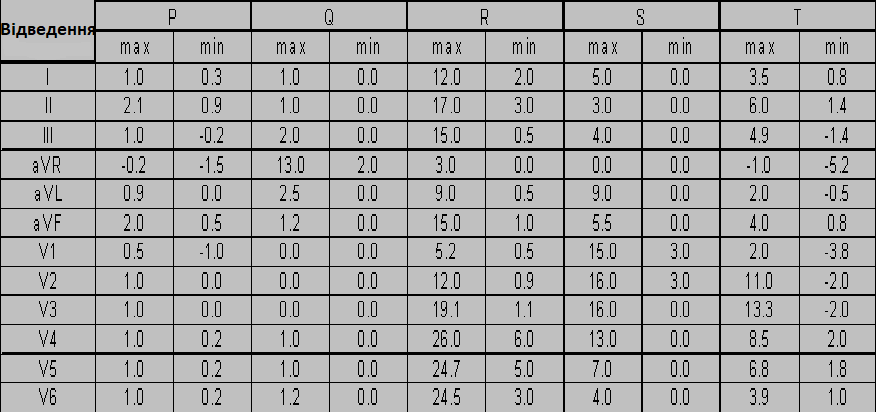 Відведення P Q R S T
max min max min max min max min max min
I 1.0 0.3 1.0 0.0 12.0 2.0 5.0 0.0 3.5 0.8
II 2.1 0.9 1.0 0.0 17.0 3.0 3.0 0.0 6.0 1.4
III 1.0 -0.2 2.0 0.0 15.0 0.5 4.0 0.0 4.9 -1.4
aVR -0.2 -1.5 13.0 2.0 3.0 0.0 0.0 0.0 -1.0 -5.2
aVL 0.9 0.0 2.5 0.0 9.0 0.5 9.0 0.0 2.0 -0.5
aVF 2.0 0.5 1.2 0.0 15.0 1.0 5.5 0.0 4.0 0.8
V1 0.5 -1.0 0.0 0.0 5.2 0.5 15.0 3.0 2.0 -3.8
V2 1.0 0.0 0.0 0.0 12.0 0.9 16.0 3.0 11.0 -2.0
V3 1.0 0.0 0.0 0.0 19.1 1.1 16.0 0.0 13.3 -2.0
V4 1.0 0.2 1.0 0.0 26.0 6.0 13.0 0.0 8.5 2.0
V5 1.0 0.2 1.0 0.0 24.7 5.0 7.0 0.0 6.8 1.8
V6 1.0 0.2 1.2 0.0 24.5 3.0 4.0 0.0 3.9 1.0